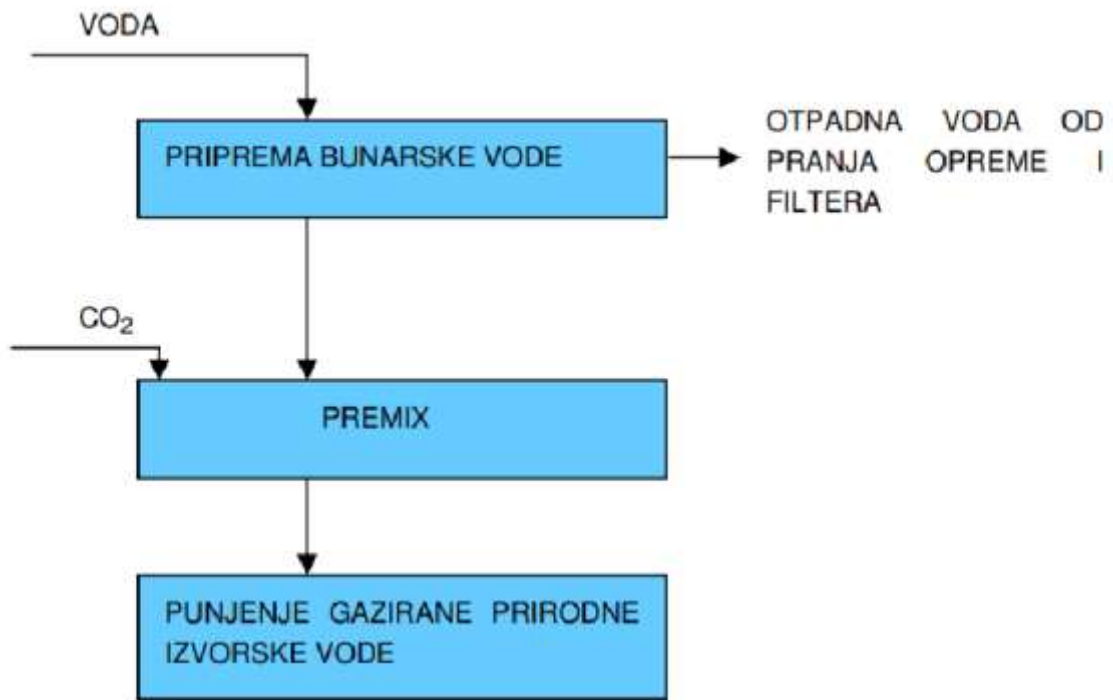 VODA
PRIPREMA BUNARSKE VODE
OTPADNA VODA OD
PRANJA OPREME I
FILTERA
CO₂
PREMIX
PUNJENJE GAZIRANE PRIRODNE
IZVORSKE VODE